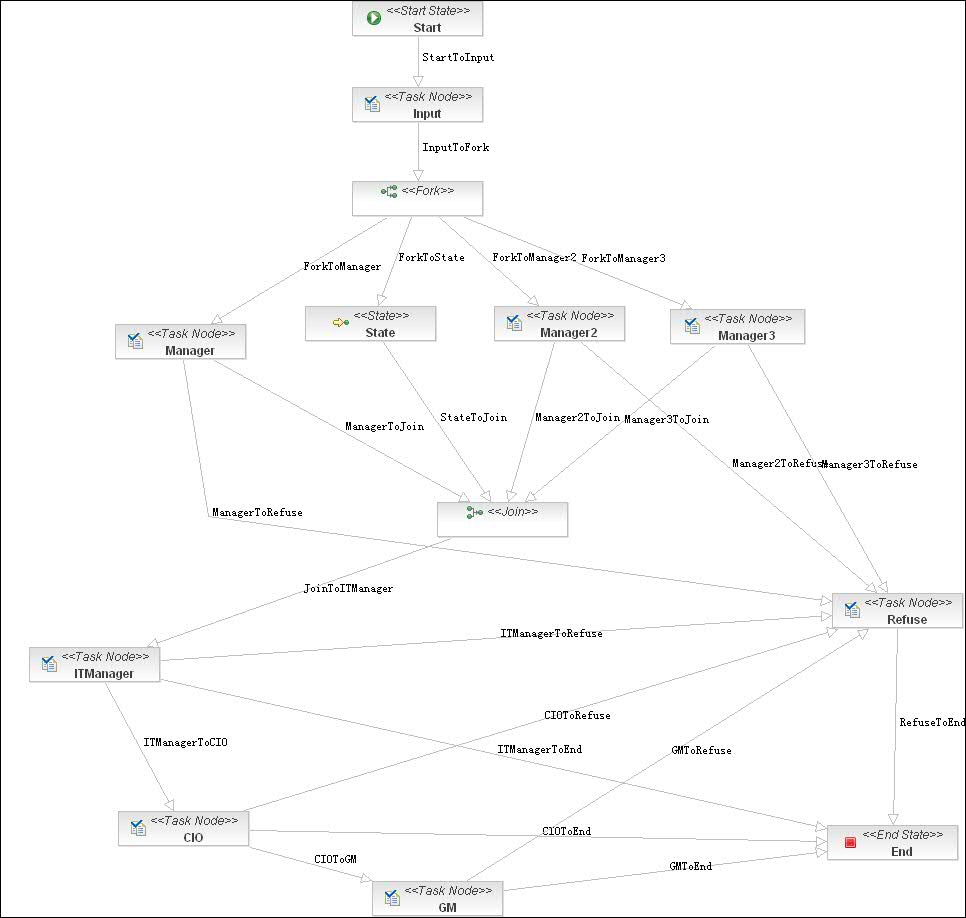 <<Start State>>
Start
StartToInput
<<Task Node>>
Input
InputToFork
<<Fork>>
ForkToManager
ForkToState
ForkToManager2
ForkToManager3
<<Task Node>>
Manager
<<State>>
State
<<Task Node>>
Manager2
<<Task Node>>
Manager3
ManagerToJoin
StateToJoin
Manager2ToJoin
Manager3ToJoin
Manager2ToRefuse
Manager3ToRefuse
ManagerToRefuse
<<Join>>
JoinToITManager
<<Task Node>>
Refuse
ITManagerToRefuse
<<Task Node>>
ITManager
CIOToRefuse
RefuseToEnd
ITManagerToCIO
ITManagerToEnd
GMToRefuse
<<Task Node>>
CIO
CIOToEnd
<<End State>>
End
CIOToGM
GMToEnd
<<Task Node>>
GM